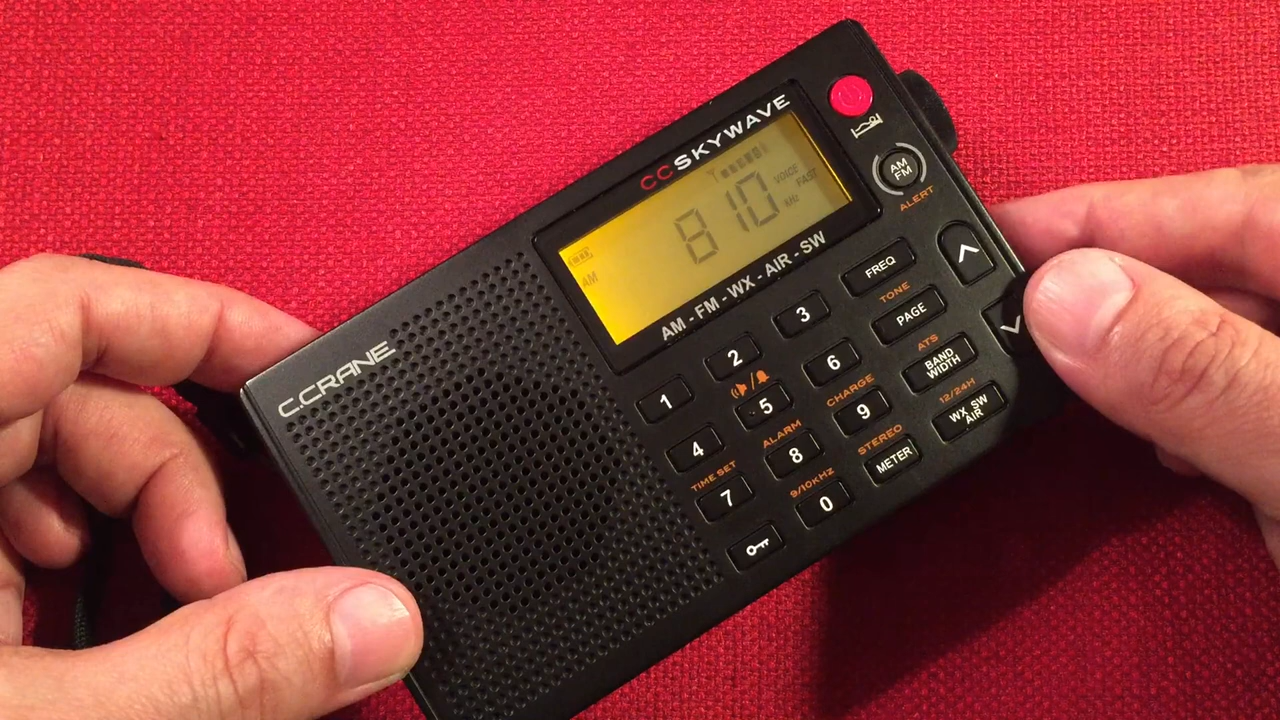 CC SKYWAVE
AM
810
kHz
VOICE
FAST
AM - FM - WX - AIR - SW
C.CRANE
AM
FM
ALERT
FREQ
TONE
PAGE
ATS
BAND
WIDTH
12/24H
WX SW
AIR
1
2
3
4
5
6
CHARGE
TIME SET
7
ALARM
8
9
9/10KHZ
0
STEREO
METER